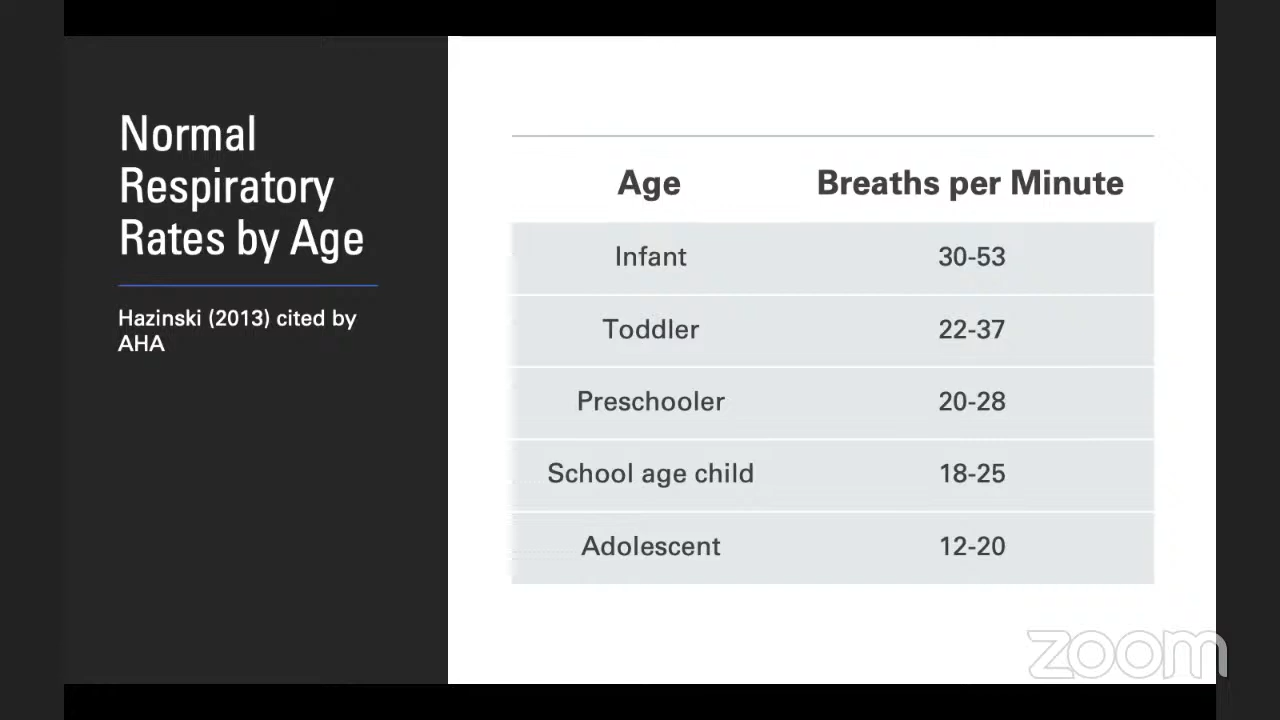 Normal
Respiratory
Rates by Age
Hazinski (2013) cited by
AHA
Age Breaths per Minute
Infant 30-53
Toddler 22-37
Preschooler 20-28
School age child 18-25
Adolescent 12-20
zoom